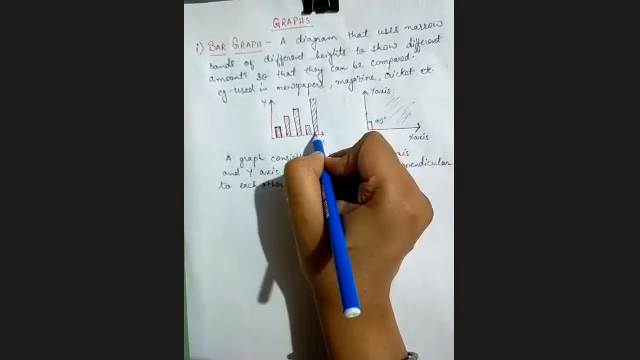 GRAPHS
i) BAR GRAPH - A diagram that uses narrow
bands of different heights to show different
amounts so that they can be compared.
eg - used in newspapers, magazine, cricket etc.
Y
Y axis
90°
X axis
A graph consists axis
and Y axis perpendicular
to each other